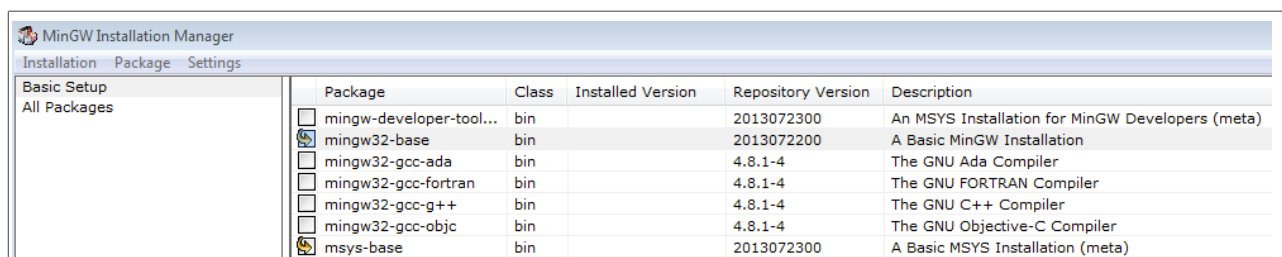 MinGW Installation Manager
Installation Package Settings
Basic Setup
All Packages
Package Class Installed Version Repository Version Description
mingw-developer-tool... bin 2013072300 An MSYS Installation for MinGW Developers (meta)
mingw32-base bin 2013072200 A Basic MinGW Installation
mingw32-gcc-ada bin 4.8.1-4 The GNU Ada Compiler
mingw32-gcc-fortran bin 4.8.1-4 The GNU FORTRAN Compiler
mingw32-gcc-g++ bin 4.8.1-4 The GNU C++ Compiler
mingw32-gcc-objc bin 4.8.1-4 The GNU Objective-C Compiler
msys-base bin 2013072300 A Basic MSYS Installation (meta)